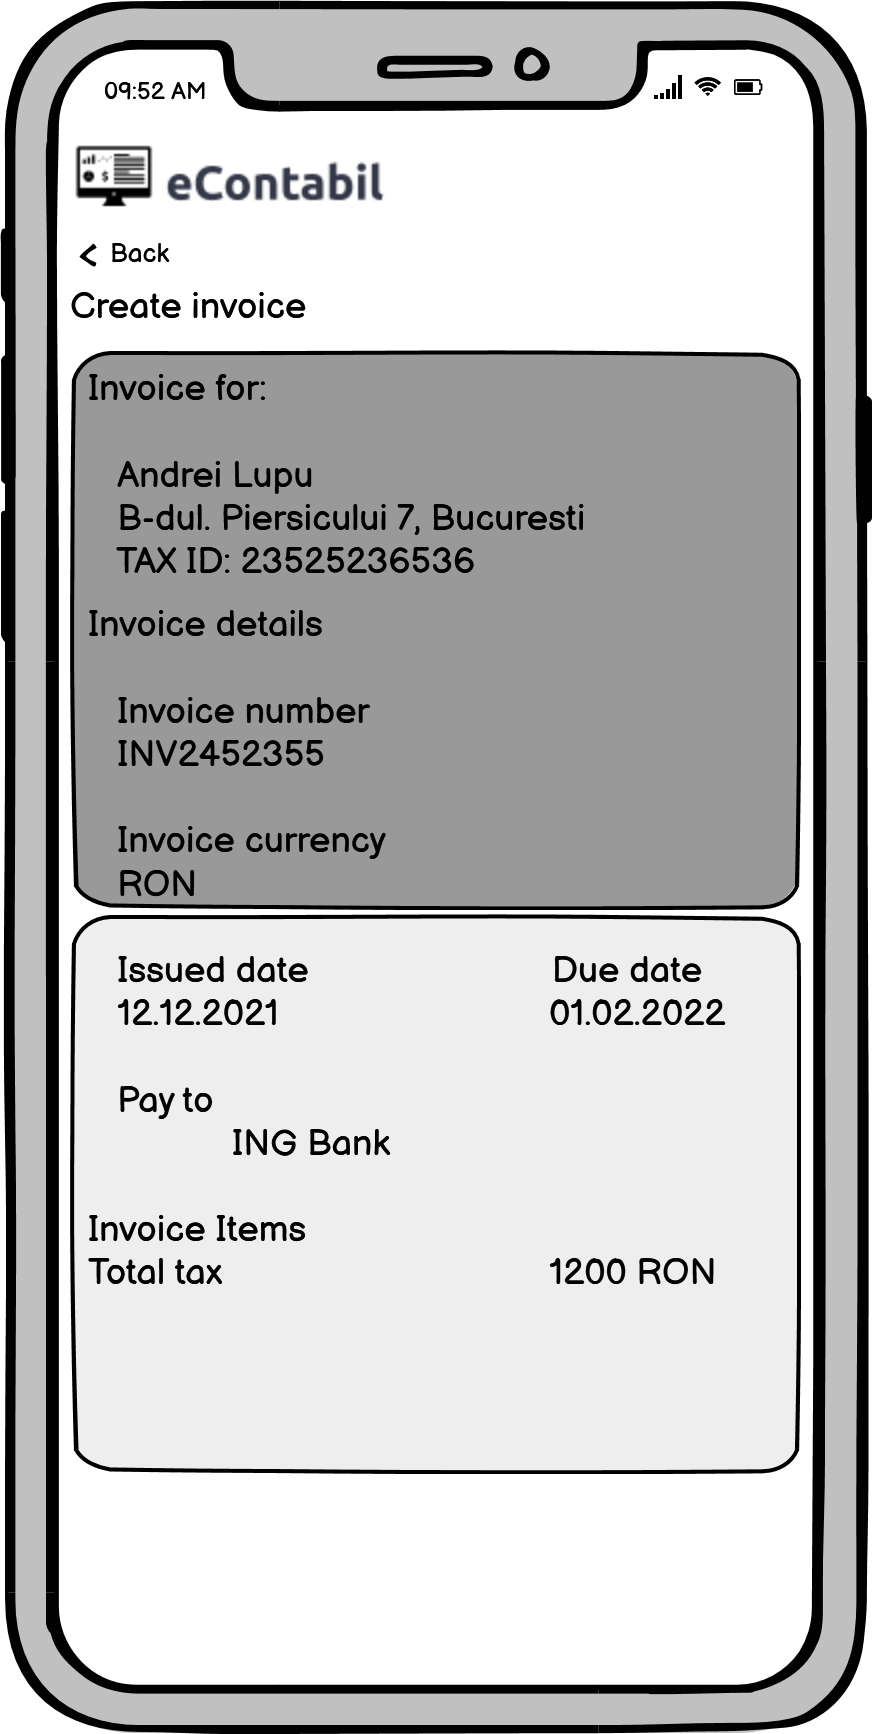 09:52 AM
eContabil
Back
Create invoice
Invoice for:
Andrei Lupu
B-dul. Piersicului 7, Bucuresti
TAX ID: 23525236536
Invoice details
Invoice number
INV2452355
Invoice currency
RON
Issued date Due date
12.12.2021 01.02.2022
Pay to
ING Bank
Invoice Items
Total tax 1200 RON